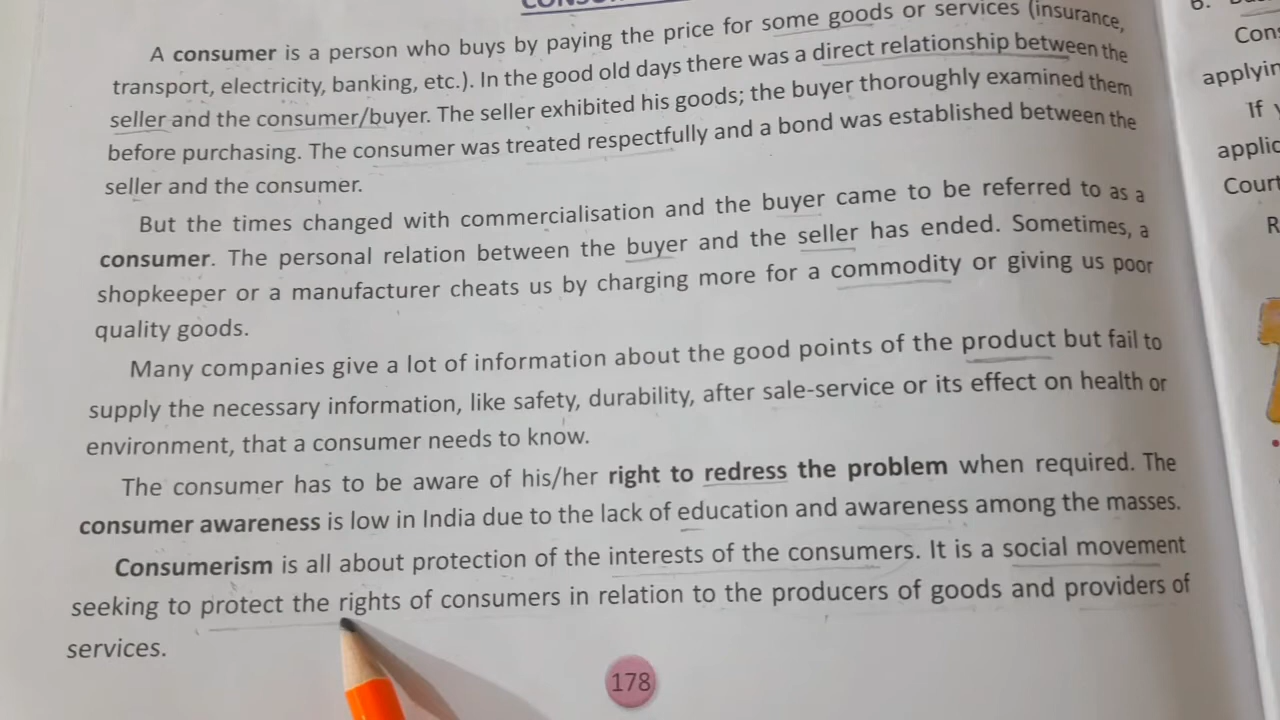 A consumer is a person who buys by paying the price for some goods or services (insurance,
transport, electricity, banking, etc.). In the good old days there was a direct relationship between the
seller and the consumer/buyer. The seller exhibited his goods; the buyer thoroughly examined them
before purchasing. The consumer was treated respectfully and a bond was established between the
seller and the consumer.
But the times changed with commercialisation and the buyer came to be referred to as a
consumer. The personal relation between the buyer and the seller has ended. Sometimes, a
shopkeeper or a manufacturer cheats us by charging more for a commodity or giving us poor
quality goods.
Many companies give a lot of information about the good points of the product but fail to
supply the necessary information, like safety, durability, after sale-service or its effect on health or
environment, that a consumer needs to know.
The consumer has to be aware of his/her right to redress the problem when required. The
consumer awareness is low in India due to the lack of education and awareness among the masses.
Consumerism is all about protection of the interests of the consumers. It is a social movement
seeking to protect the rights of consumers in relation to the producers of goods and providers of
services.
178
If